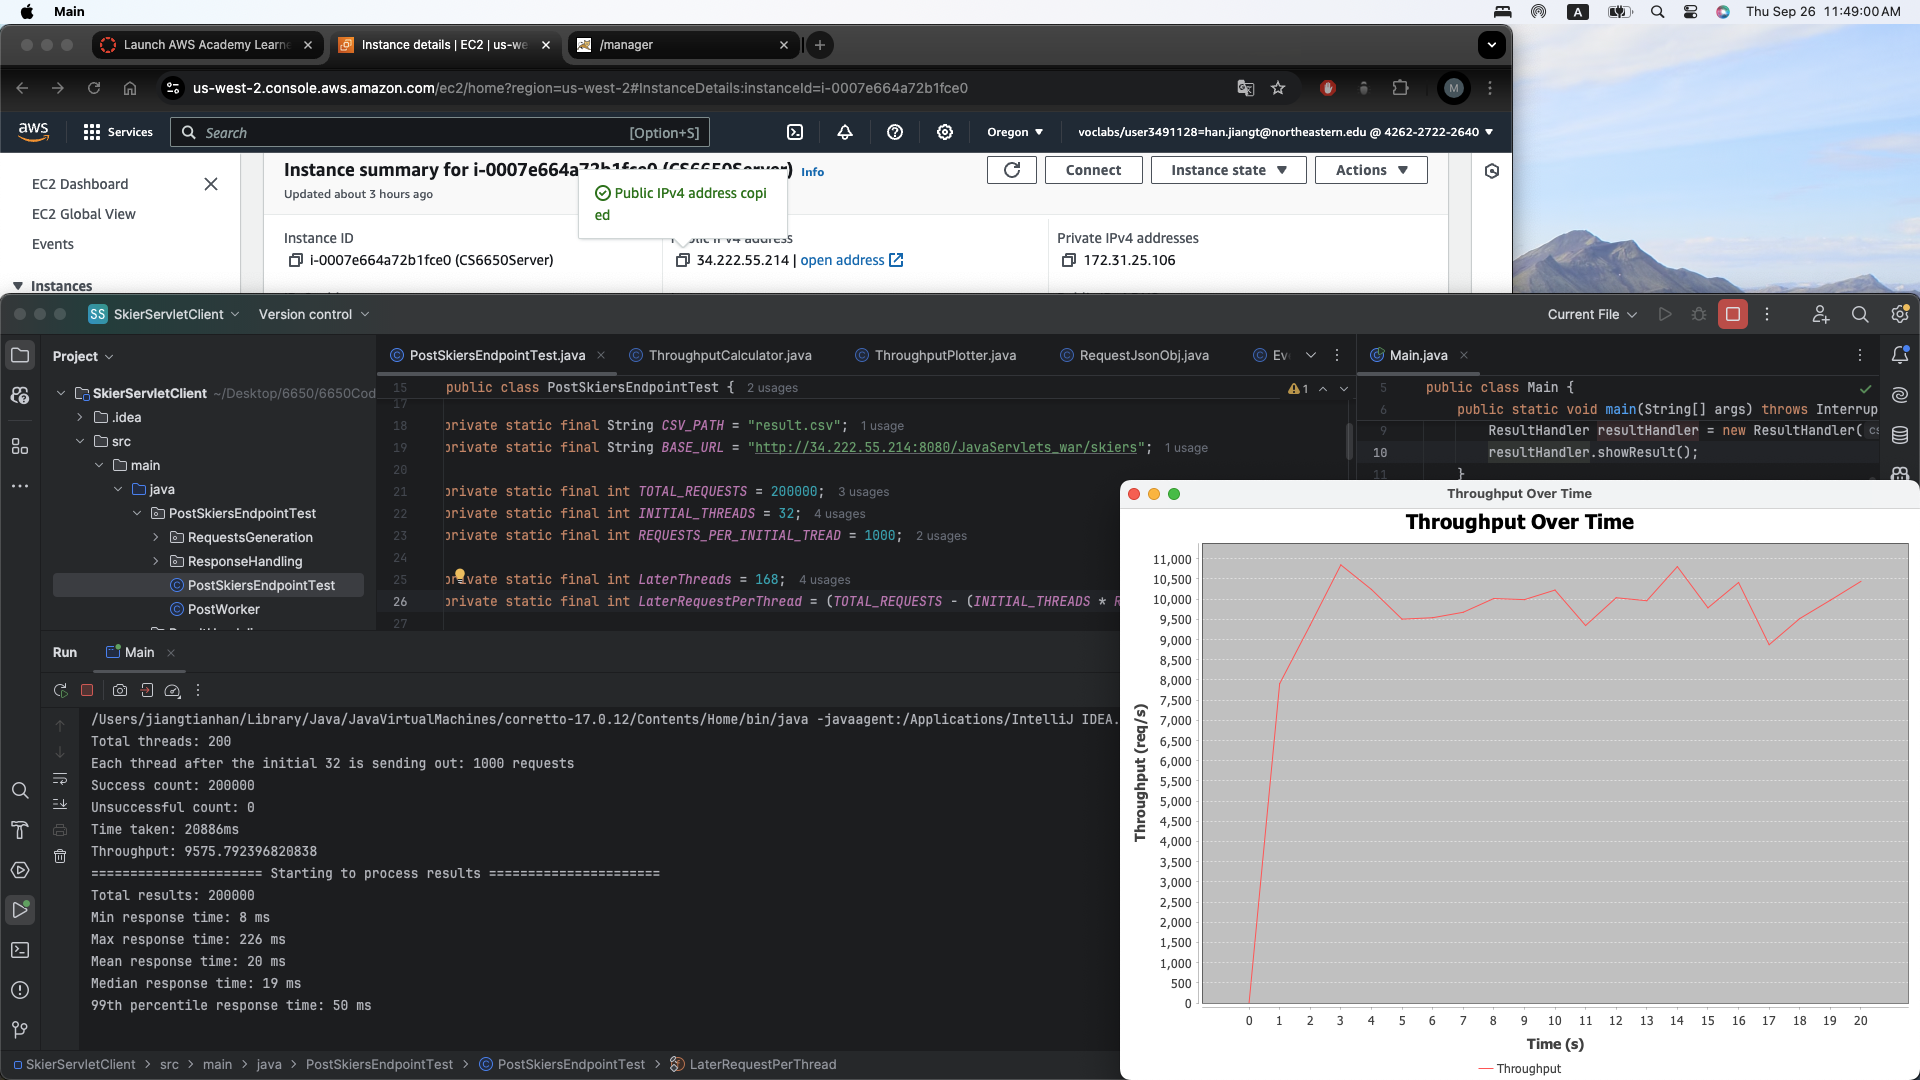 Main
A
Thu Sep 26 11:49:00 AM
Launch AWS Academy Learne
Instance details | EC2 | us-we
/manager
us-west-2.console.aws.amazon.com/ec2/home?region=us-west-2#InstanceDetails:instanceId=i-0007e664a72b1fce0
M
aws
Services
Search
[Option+S]
Oregon
voclabs/user3491128=han.jiangt@northeastern.edu @ 4262-2722-2640
EC2 Dashboard
EC2 Global View
Events
Instances
Instance summary for i-0007e664a72b1fce0 (CS6650Server)
Info
Updated about 3 hours ago
Connect
Instance state
Actions
Public IPv4 address copi
ed
Instance ID
i-0007e664a72b1fce0 (CS6650Server)
Public IPv4 address
34.222.55.214 | open address
Private IPv4 addresses
172.31.25.106
SS
SkierServletClient
Version control
Current File
Project
SkierServletClient ~/Desktop/6650/6650Cod
.idea
src
main
java
PostSkiersEndpointTest
RequestsGeneration
ResponseHandling
PostSkiersEndpointTest
PostWorker
PostSkiersEndpointTest.java
ThroughputCalculator.java
ThroughputPlotter.java
RequestJsonObj.java
Ev
Main.java
1
15 public class PostSkiersEndpointTest { 2 usages
17
18 private static final String CSV_PATH = "result.csv"; 1 usage
19 private static final String BASE_URL = "http://34.222.55.214:8080/JavaServlets_war/skiers"; 1 usage
20
21 private static final int TOTAL_REQUESTS = 200000; 3 usages
22 private static final int INITIAL_THREADS = 32; 4 usages
23 private static final int REQUESTS_PER_INITIAL_TREAD = 1000; 2 usages
24
25 private static final int LaterThreads = 168; 4 usages
26 private static final int LaterRequestPerThread = (TOTAL_REQUESTS - (INITIAL_THREADS * R
27
5 public class Main {
6 public static void main(String[] args) throws Interrup
9 ResultHandler resultHandler = new ResultHandler( cs
10 resultHandler.showResult();
11 }
Run
Main
/Users/jiangtianhan/Library/Java/JavaVirtualMachines/corretto-17.0.12/Contents/Home/bin/java -javaagent:/Applications/IntelliJ IDEA.
Total threads: 200
Each thread after the initial 32 is sending out: 1000 requests
Success count: 200000
Unsuccessful count: 0
Time taken: 20886ms
Throughput: 9575.792396820838
====================== Starting to process results ======================
Total results: 200000
Min response time: 8 ms
Max response time: 226 ms
Mean response time: 20 ms
Median response time: 19 ms
99th percentile response time: 50 ms
SkierServletClient
src
main
java
PostSkiersEndpointTest
PostSkiersEndpointTest
LaterRequestPerThread
Throughput Over Time
Throughput Over Time
Throughput (req/s)
11,000
10,500
10,000
9,500
9,000
8,500
8,000
7,500
7,000
6,500
6,000
5,500
5,000
4,500
4,000
3,500
3,000
2,500
2,000
1,500
1,000
500
0
0 1 2 3 4 5 6 7 8 9 10 11 12 13 14 15 16 17 18 19 20
Time (s)
Throughput